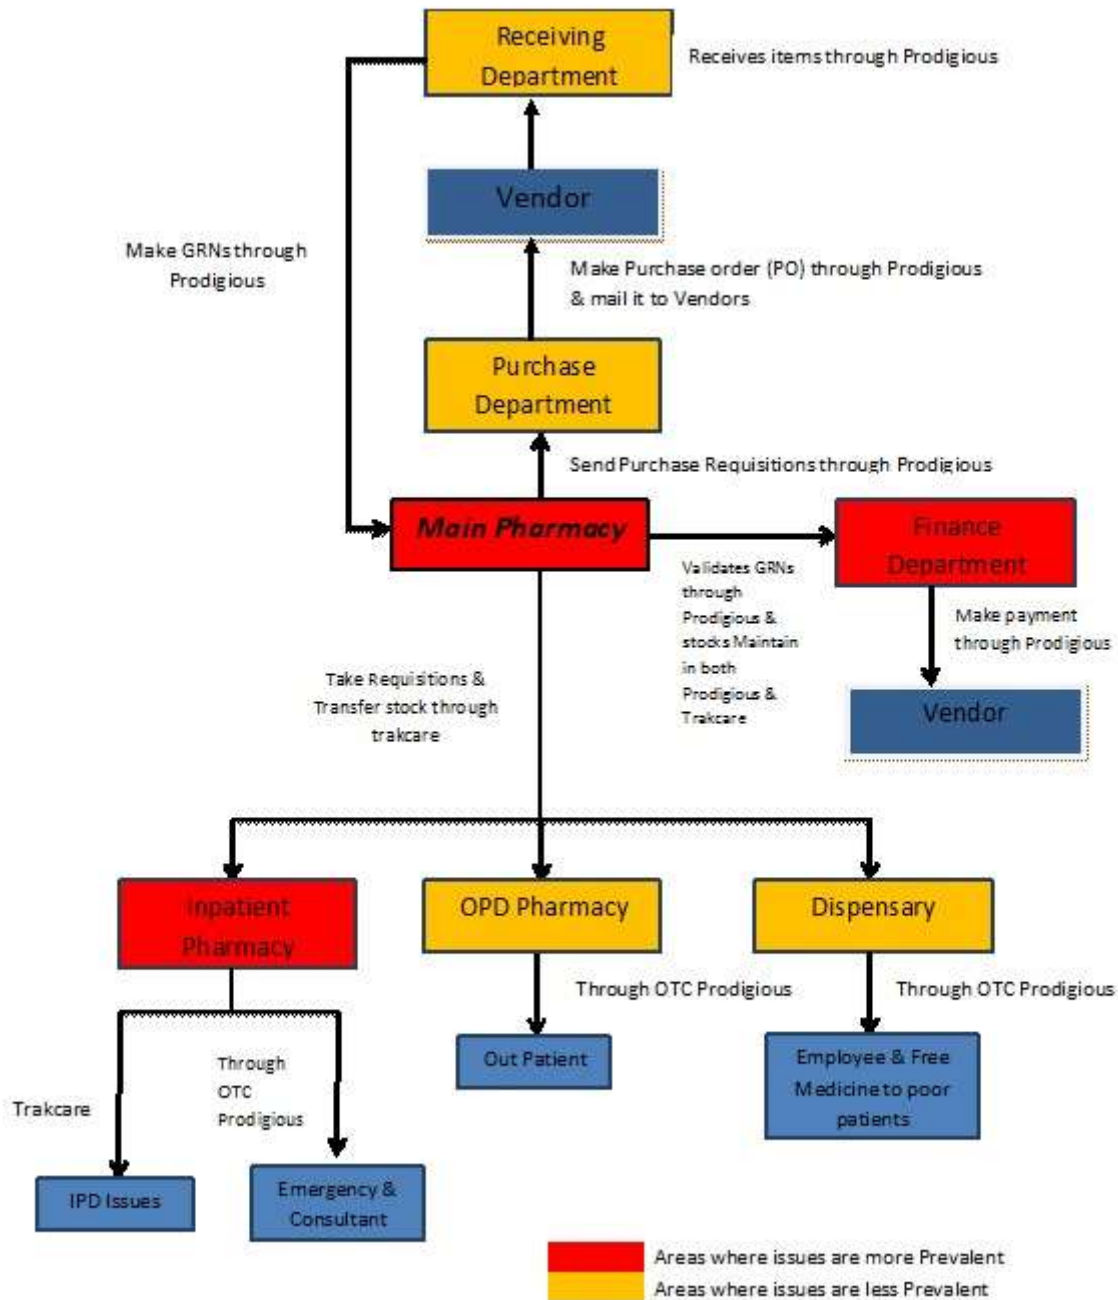 Receiving
Department
Receives items through Prodigious
Vendor
Make GRNs through
Prodigious
Make Purchase order (PO) through Prodigious
& mail it to Vendors
Purchase
Department
Send Purchase Requisitions through Prodigious
Main Pharmacy
Finance
Department
Validates GRNs
through
Prodigious &
stocks Maintain
in both
Prodigious &
Trakcare
Make payment
through Prodigious
Vendor
Take Requisitions &
Transfer stock through
trakcare
Inpatient
Pharmacy
OPD Pharmacy
Dispensary
Through OTC Prodigious
Through OTC Prodigious
Trakcare
Through
OTC
Prodigious
Out Patient
Employee & Free
Medicine to poor
patients
IPD Issues
Emergency &
Consultant
Areas where issues are more Prevalent
Areas where issues are less Prevalent